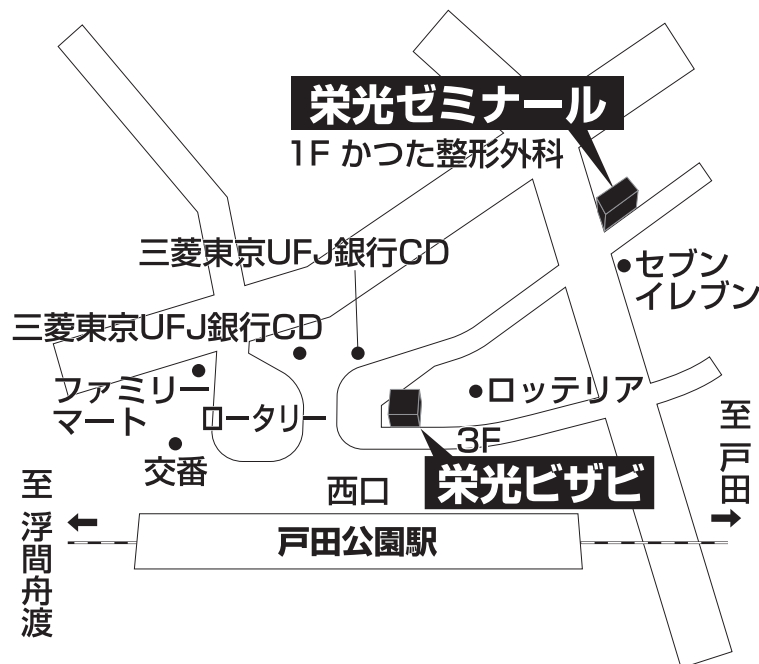 栄光ゼミナール
1F かつた整形外科
三菱東京UFJ銀行CD
セブン
イレブン
三菱東京UFJ銀行CD
ファミリー
マート
ロータリー
ロッテリア
交番
3F
栄光ビザビ
西口
至 戸田
至 浮間舟渡
戸田公園駅